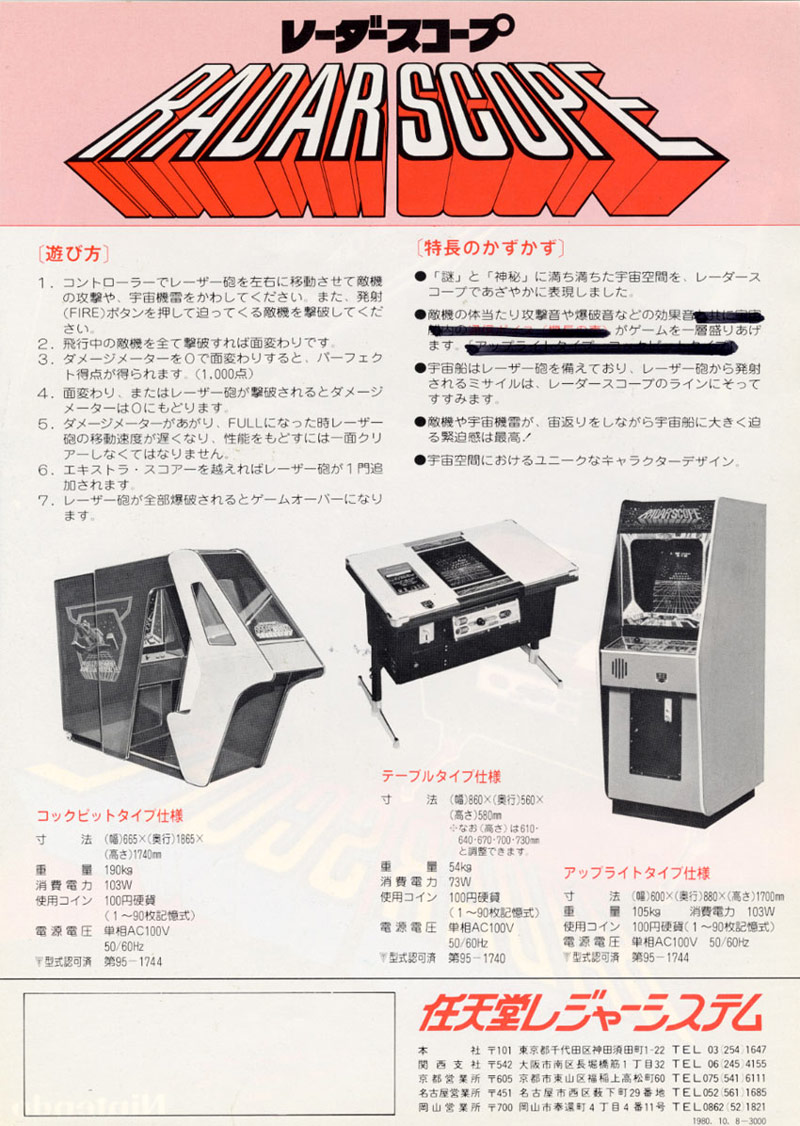 レーダースコープ
RADAR SCOPE
〔遊び方〕
1．コントローラーでレーザー砲を左右に移動させて敵機
の攻撃や、宇宙機雷をかわしてください。また、発射
(FIRE)ボタンを押して迫ってくる敵機を撃破してくだ
さい。
2．飛行中の敵機を全て撃破すれば面変わりです。
3．ダメージメーターを０で面変わりすると、パーフェク
ト得点が得られます。(1,000点)
4．面変わり、またはレーザー砲が撃破されるとダメージ
メーターは０にもどります。
5．ダメージメーターがあがり、FULLになった時レーザー
砲の移動速度が遅くなり、性能をもどすには一面クリ
アーしなくてはなりません。
6．エキストラ・スコアーを越えればレーザー砲が１門追
加されます。
7．レーザー砲が全部爆破されるとゲームオーバーになり
ます。
〔特長のかずかず〕
●「謎」と「神秘」に満ち満ちた宇宙空間を、レーダース
コープであざやかに表現しました。
●敵機の体当たり攻撃音や爆破音などの効果音
がゲームを一層盛りあげ
ます。
●宇宙船はレーザー砲を備えており、レーザー砲から発射
されるミサイルは、レーダースコープのラインにそって
すすみます。
●敵機や宇宙機雷が、宙返りをしながら宇宙船に大きく迫
る緊迫感は最高！
●宇宙空間におけるユニークなキャラクターデザイン。
RADAR SCOPE
コックピットタイプ仕様
寸法 (幅)665×(奥行)1865×
(高さ)1740mm
重量 190kg
消費電力 103W
使用コイン 100円硬貨
(１〜90枚記憶式)
電源電圧 単相AC100V
50/60Hz
〒型式認可済 第95－1744
テーブルタイプ仕様
寸法 (幅)860×(奥行)560×
(高さ)580mm
※なお(高さ)は610・
640・670・700・730mm
と調整できます。
重量 54kg
消費電力 73W
使用コイン 100円硬貨
(１〜90枚記憶式)
電源電圧 単相AC100V
50/60Hz
〒型式認可済 第95－1740
アップライトタイプ仕様
寸法 (幅)600×(奥行)880×(高さ)1700mm
重量 105kg 消費電力 103W
使用コイン 100円硬貨(１〜90枚記憶式)
電源電圧 単相AC100V 50/60Hz
〒型式認可済 第95－1744
任天堂レジャーシステム
本社 〒101 東京都千代田区神田須田町1-22 TEL 03(254)1647
関西支社 〒542 大阪市南区長堀橋筋１丁目32 TEL 06(245)4155
京都営業所 〒605 京都市東山区福稲上高松町60 TEL075(541)6111
名古屋営業所 〒451 名古屋市西区薮下町29番地 TEL052(561)1685
岡山営業所 〒700 岡山市奉還町４丁目４番11号 TEL0862(52)1821
1980. 10. 8－3000